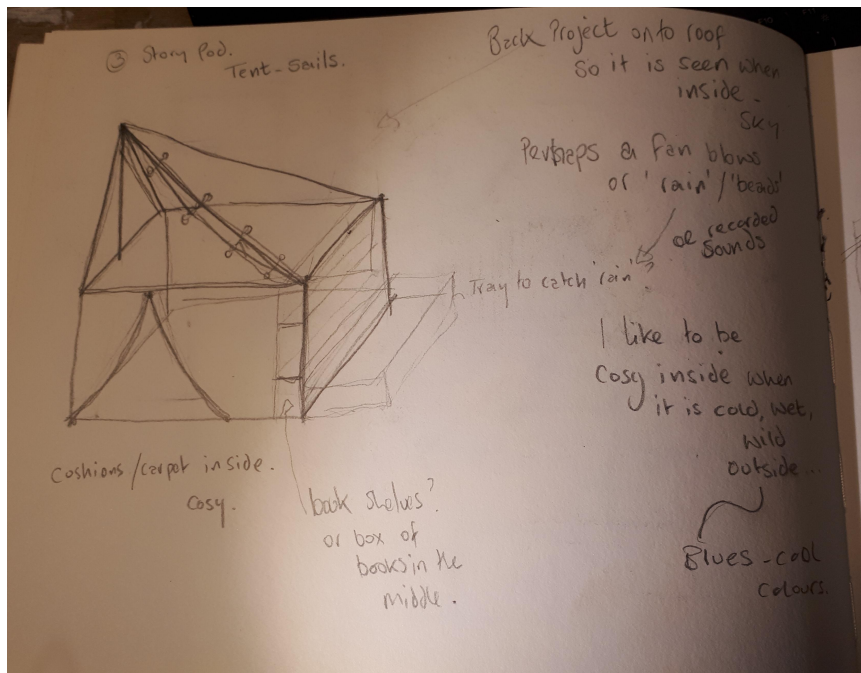 ③ Story Pod.
Tent-Sails.
Back Project onto roof
So it is seen when
inside.
Sky
Perhaps a fan blows
or 'rain'/'beads'
or recorded
sounds
Tray to catch 'rain'?
I like to be
Cosy inside when
it is cold, wet,
wild
outside...
Blues-cool
colours.
Cushions/carpet inside.
Cosy.
book shelves?
or box of
books in the
middle.